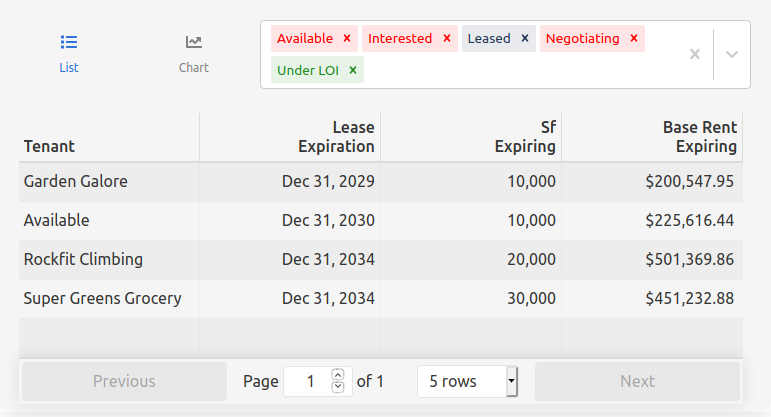 Available × Interested × Leased × Negotiating ×
Under LOI ×
List Chart
Tenant Lease Expiration Sf Expiring Base Rent Expiring
Garden Galore Dec 31, 2029 10,000 $200,547.95
Available Dec 31, 2030 10,000 $225,616.44
Rockfit Climbing Dec 31, 2034 20,000 $501,369.86
Super Greens Grocery Dec 31, 2034 30,000 $451,232.88
Previous Page 1 of 1 5 rows Next